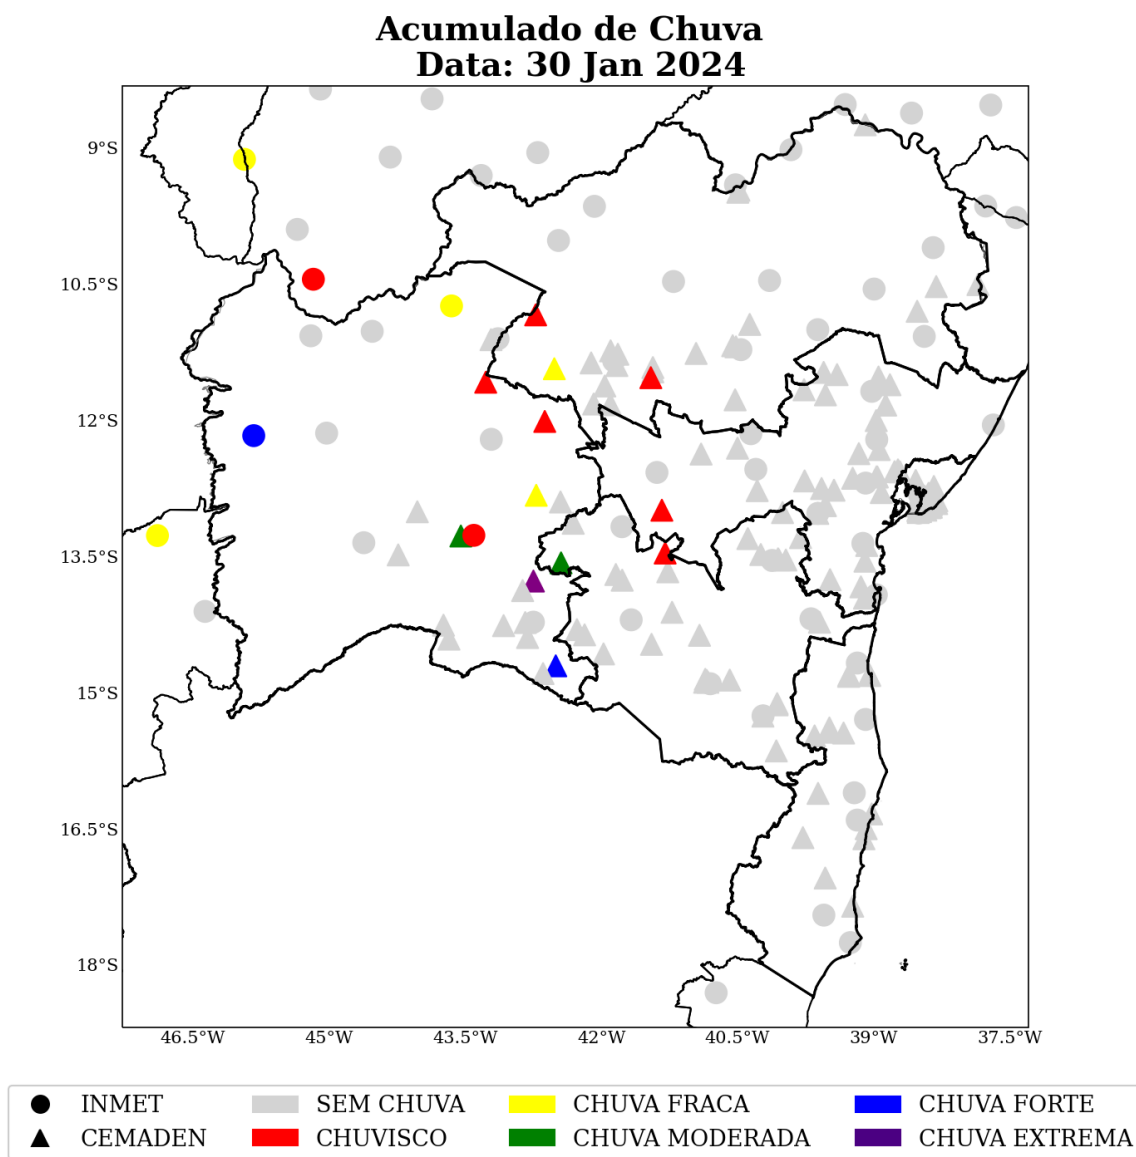 Acumulado de Chuva
Data: 30 Jan 2024
9°S
10.5°S
12°S
13.5°S
15°S
16.5°S
18°S
46.5°W 45°W 43.5°W 42°W 40.5°W 39°W 37.5°W
INMET SEM CHUVA CHUVA FRACA CHUVA FORTE
CEMADEN CHUVISCO CHUVA MODERADA CHUVA EXTREMA